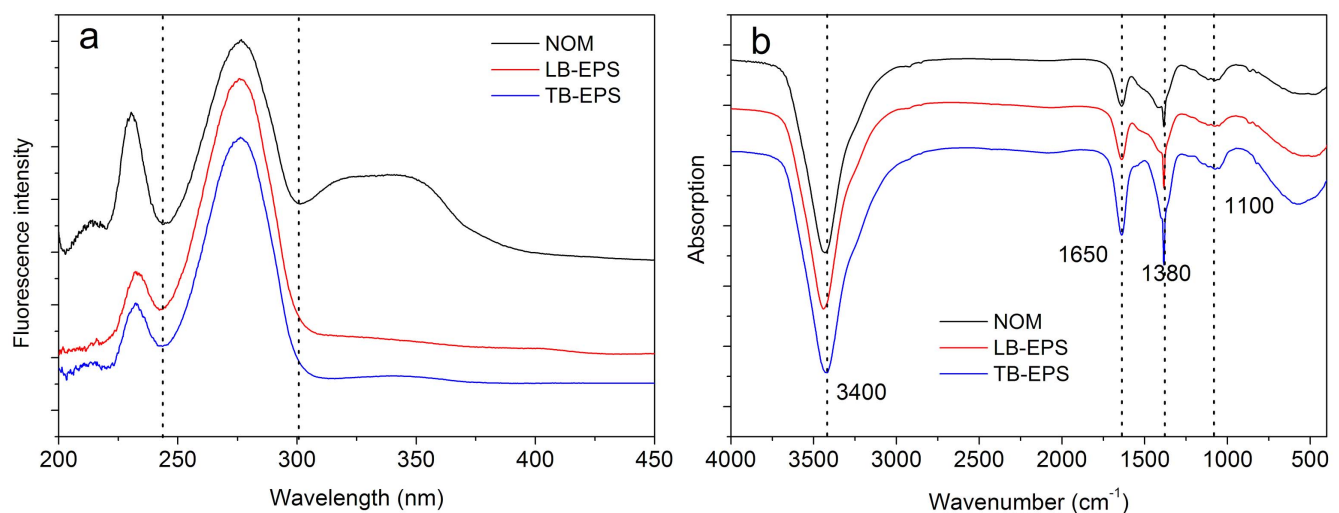 a
NOM
LB-EPS
TB-EPS
Fluorescence intensity
200 250 300 350 400 450
Wavelength (nm)
b
1100
1650
1380
NOM
LB-EPS
TB-EPS
3400
Absorption
4000 3500 3000 2500 2000 1500 1000 500
Wavenumber (cm⁻¹)